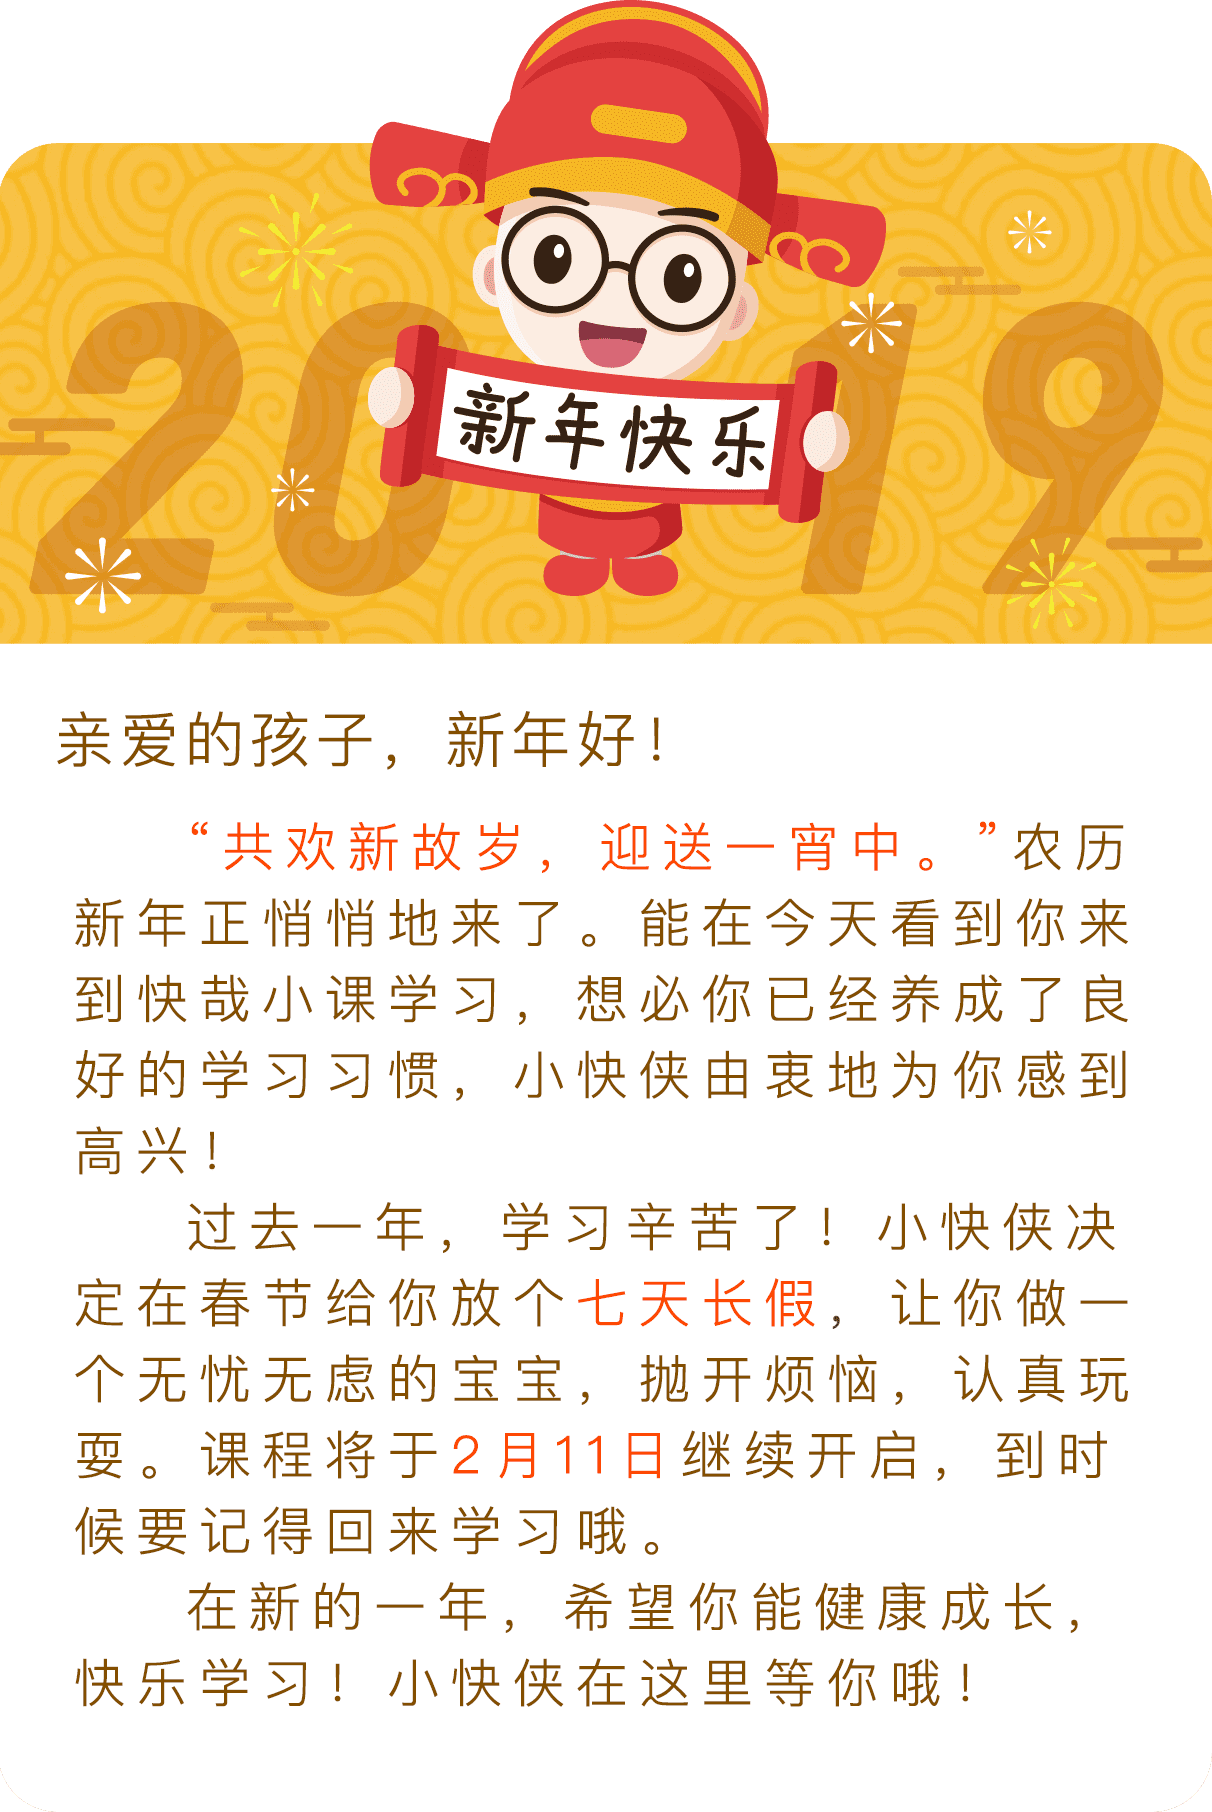 2019
新年快乐
亲爱的孩子，新年好！
“共欢新故岁，迎送一宵中。”农历
新年正悄悄地来了。能在今天看到你来
到快哉小课学习，想必你已经养成了良
好的学习习惯，小快侠由衷地为你感到
高兴！
过去一年，学习辛苦了！小快侠决
定在春节给你放个七天长假，让你做一
个无忧无虑的宝宝，抛开烦恼，认真玩
耍。课程将于2月11日继续开启，到时
候要记得回来学习哦。
在新的一年，希望你能健康成长，
快乐学习！小快侠在这里等你哦！